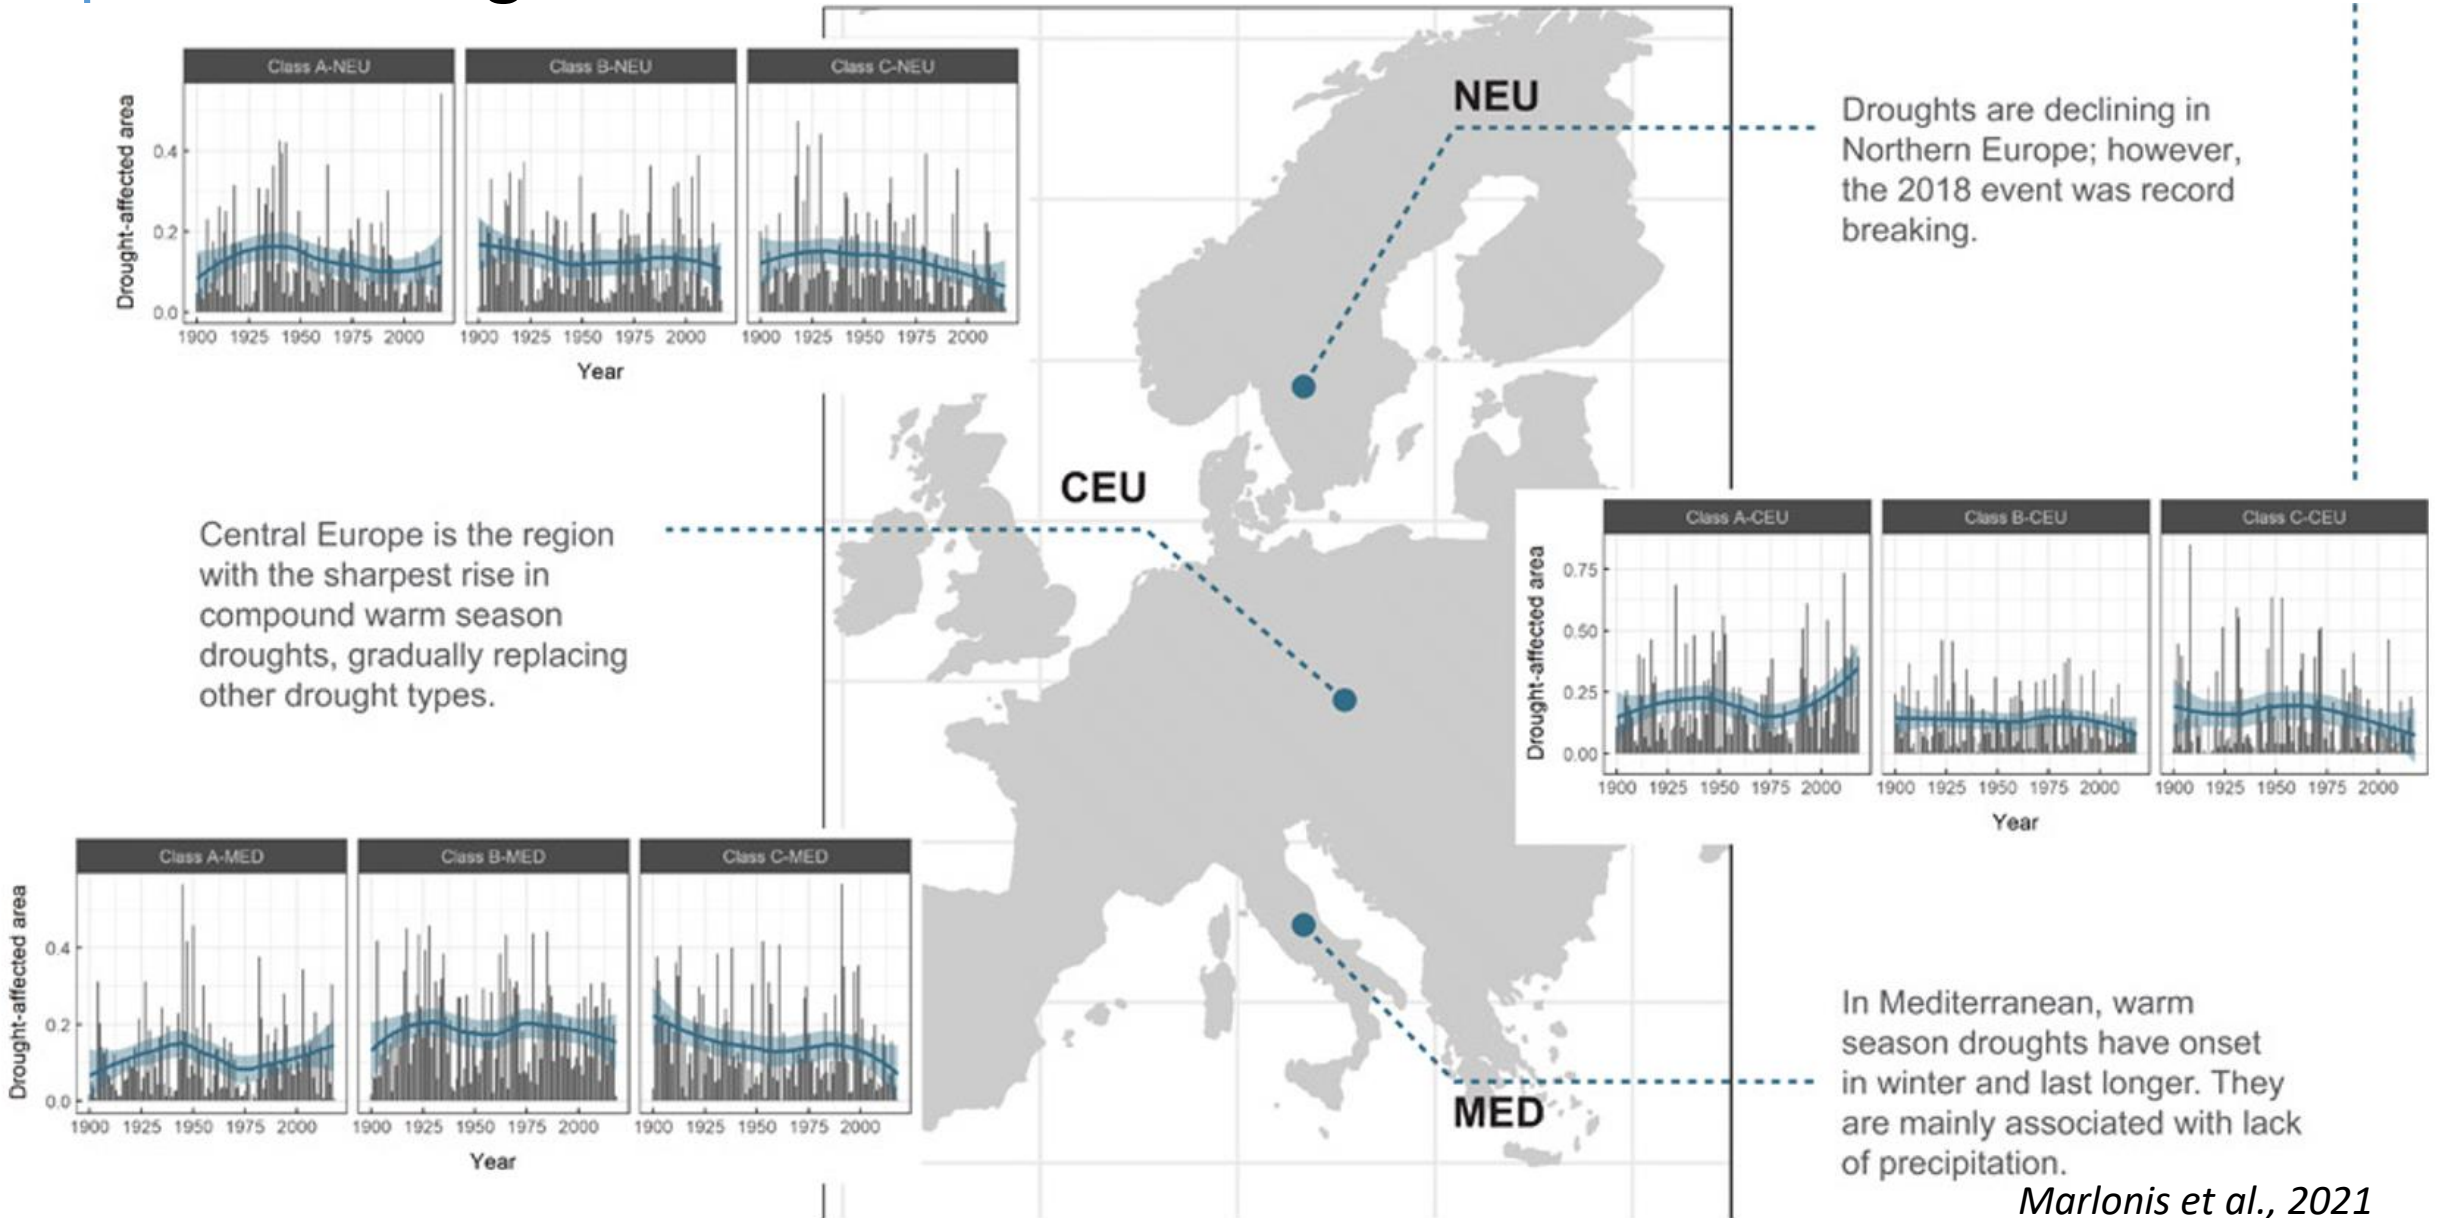 Class A-NEU Class B-NEU Class C-NEU
Drought-affected area
0.4
0.2
0.0
1900 1925 1950 1975 2000 1900 1925 1950 1975 2000 1900 1925 1950 1975 2000
Year
NEU
Droughts are declining in
Northern Europe; however,
the 2018 event was record
breaking.
CEU
Central Europe is the region
with the sharpest rise in
compound warm season
droughts, gradually replacing
other drought types.
Class A-CEU Class B-CEU Class C-CEU
Drought-affected area
0.75
0.50
0.25
0.00
1900 1925 1950 1975 2000 1900 1925 1950 1975 2000 1900 1925 1950 1975 2000
Year
Class A-MED Class B-MED Class C-MED
Drought-affected area
0.4
0.2
0.0
1900 1925 1950 1975 2000 1900 1925 1950 1975 2000 1900 1925 1950 1975 2000
Year
MED
In Mediterranean, warm
season droughts have onset
in winter and last longer. They
are mainly associated with lack
of precipitation.
Marlonis et al., 2021